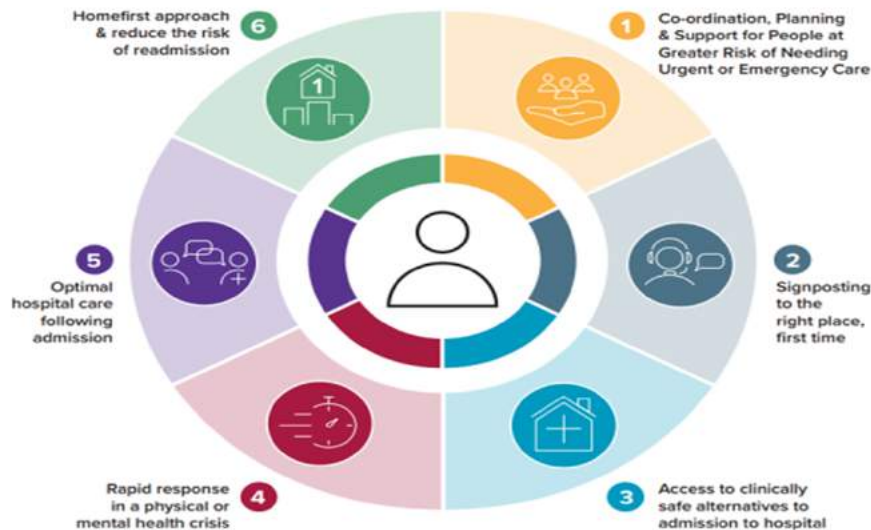 1
Co-ordination, Planning
& Support for People at
Greater Risk of Needing
Urgent or Emergency Care
2
Signposting
to the
right place,
first time
3
Access to clinically
safe alternatives to
admission to hospital
4
Rapid response
in a physical or
mental health crisis
5
Optimal
hospital care
following
admission
6
Homefirst approach
& reduce the risk
of readmission
1